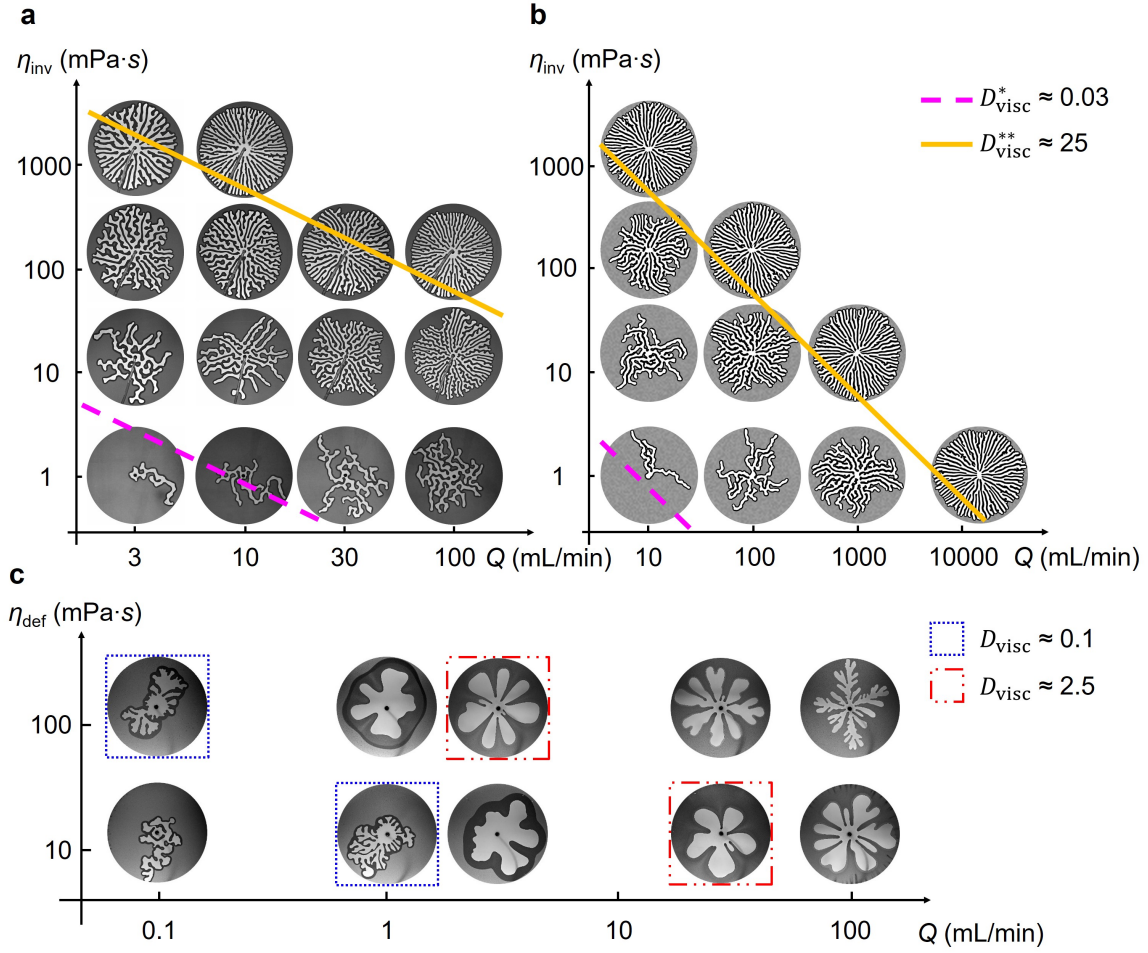 a
η_inv (mPa·s)
1000
100
10
1
3 10 30 100 Q (mL/min)
b
η_inv (mPa·s)
1000
100
10
1
10 100 1000 10000 Q (mL/min)
D*_visc ≈ 0.03
D**_visc ≈ 25
c
η_def (mPa·s)
100
10
0.1 1 10 100 Q (mL/min)
D_visc ≈ 0.1
D_visc ≈ 2.5